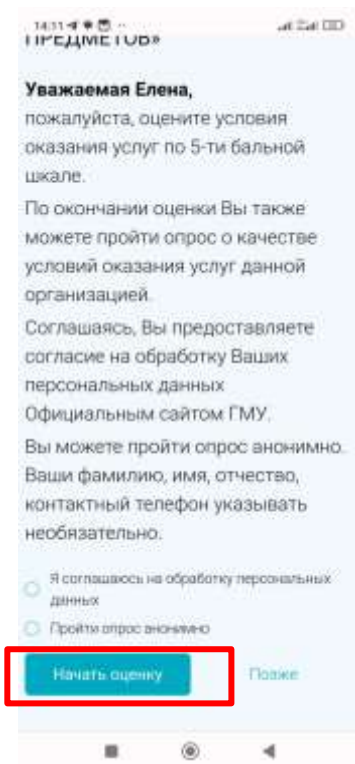 14:11
ПРЕДМЕТОВ»
Уважаемая Елена,
пожалуйста, оцените условия
оказания услуг по 5-ти бальной
шкале.
По окончании оценки Вы также
можете пройти опрос о качестве
условий оказания услуг данной
организацией.
Соглашаясь, Вы предоставляете
согласие на обработку Ваших
персональных данных
Официальным сайтом ГМУ.
Вы можете пройти опрос анонимно.
Ваши фамилию, имя, отчество,
контактный телефон указывать
необязательно.
Я соглашаюсь на обработку персональных
данных
Пройти опрос анонимно
Начать оценку
Позже